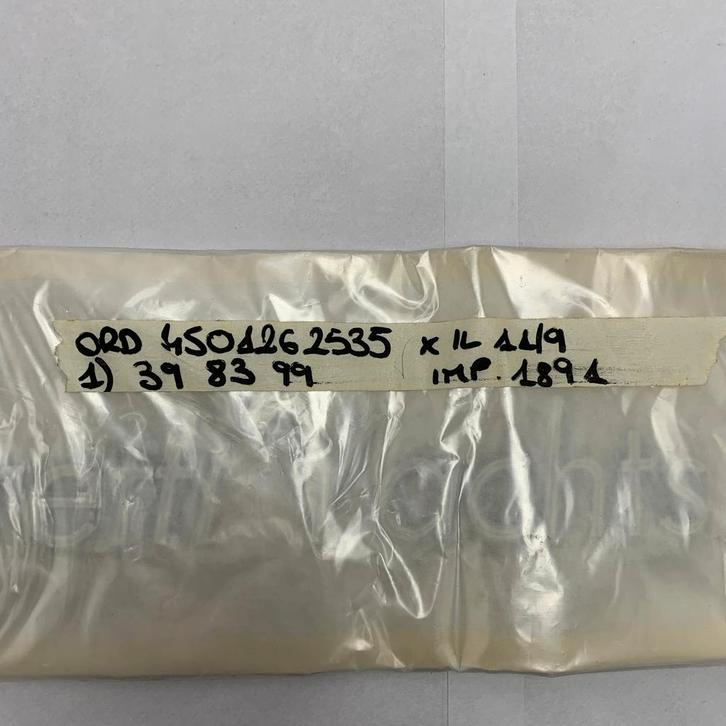 ORD 4501262535 x IL 11/9
1) 39 83 99 IMP. 1891